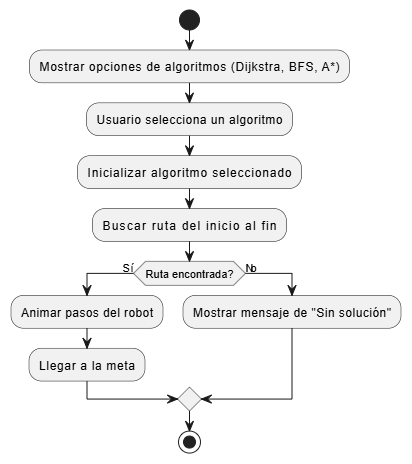 Mostrar opciones de algoritmos (Dijkstra, BFS, A*)
Usuario selecciona un algoritmo
Inicializar algoritmo seleccionado
Buscar ruta del inicio al fin
Sí
Ruta encontrada?
No
Animar pasos del robot
Mostrar mensaje de "Sin solución"
Llegar a la meta